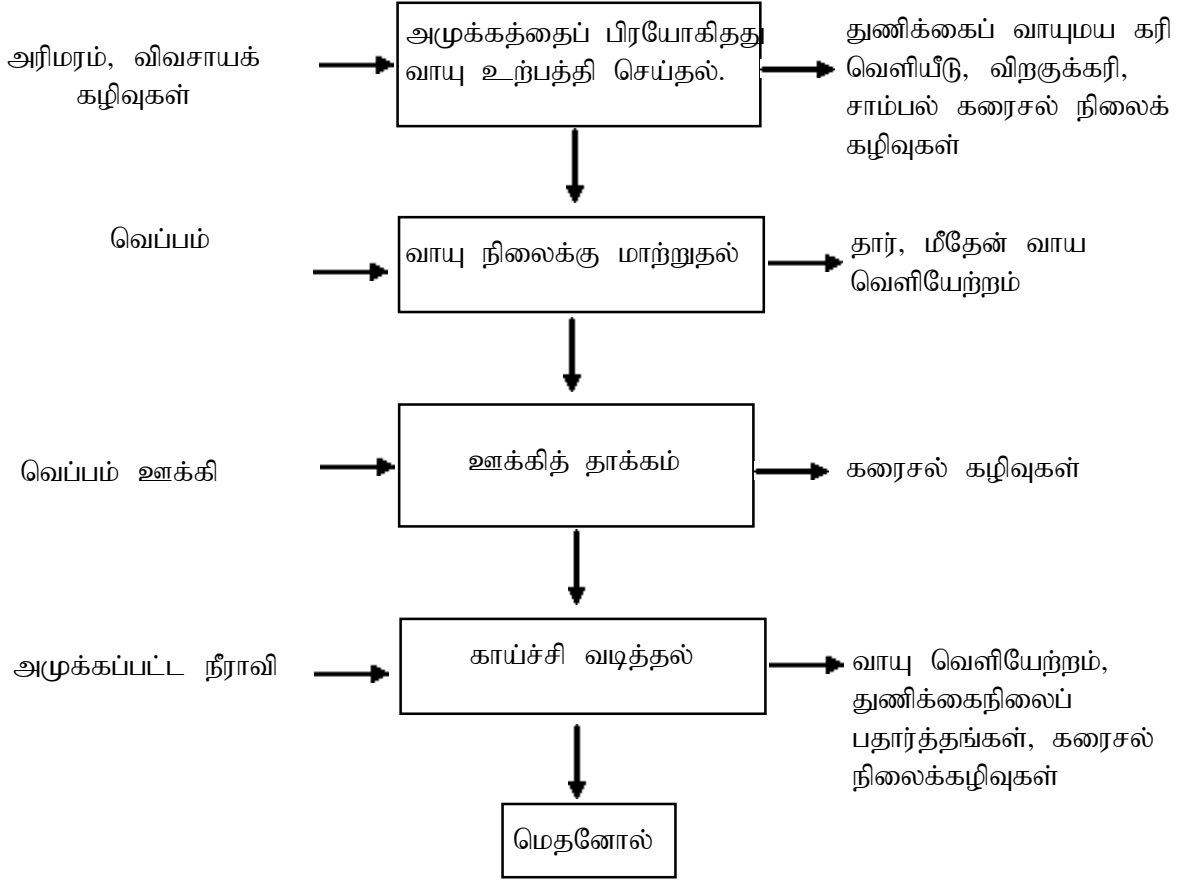 அரிமரம், விவசாயக்
கழிவுகள்
அமுக்கத்தைப் பிரயோகிதது
வாயு உற்பத்தி செய்தல்.
துணிக்கைப் வாயுமய கரி
வெளியீடு, விறகுக்கரி,
சாம்பல் கரைசல் நிலைக்
கழிவுகள்
வெப்பம்
வாயு நிலைக்கு மாற்றுதல்
தார், மீதேன் வாய
வெளியேற்றம்
வெப்பம் ஊக்கி
ஊக்கித் தாக்கம்
கரைசல் கழிவுகள்
அமுக்கப்பட்ட நீராவி
காய்ச்சி வடித்தல்
வாயு வெளியேற்றம்,
துணிக்கைநிலைப்
பதார்த்தங்கள், கரைசல்
நிலைக்கழிவுகள்
மெதனோல்